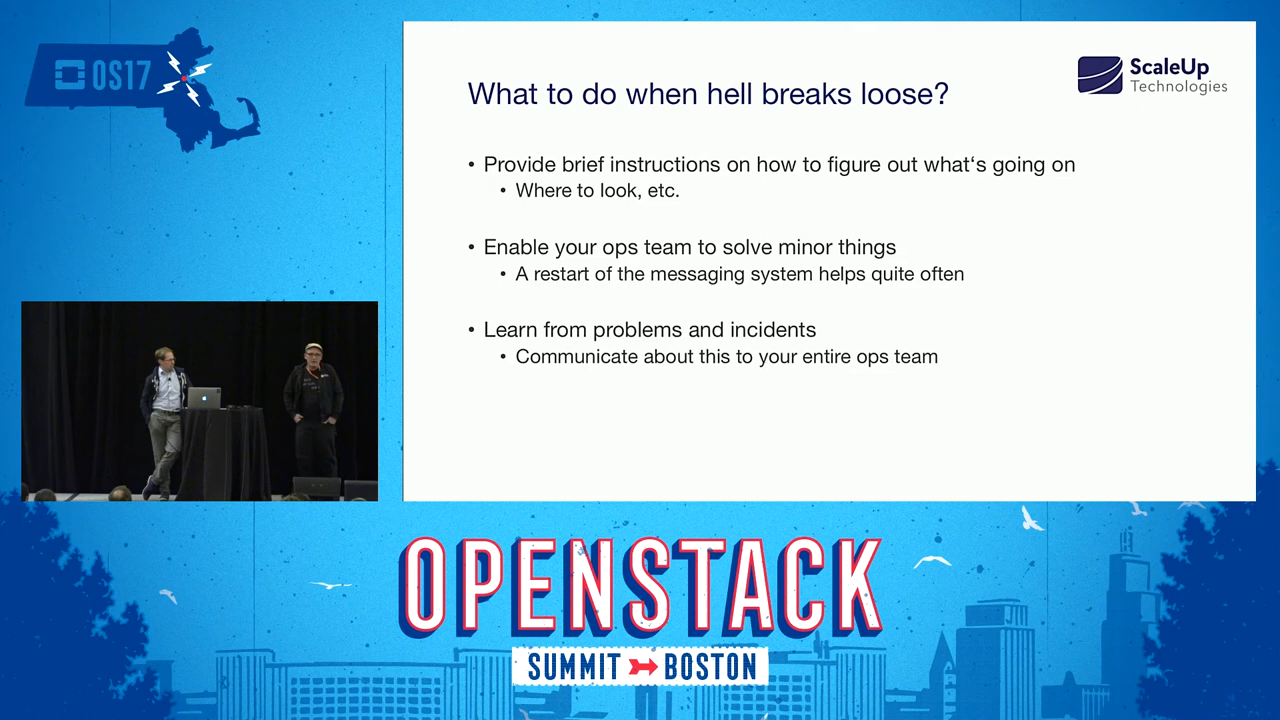 OS17
What to do when hell breaks loose?
ScaleUp
Technologies
• Provide brief instructions on how to figure out what‘s going on
• Where to look, etc.
• Enable your ops team to solve minor things
• A restart of the messaging system helps quite often
• Learn from problems and incidents
• Communicate about this to your entire ops team
OPENSTACK
SUMMIT BOSTON